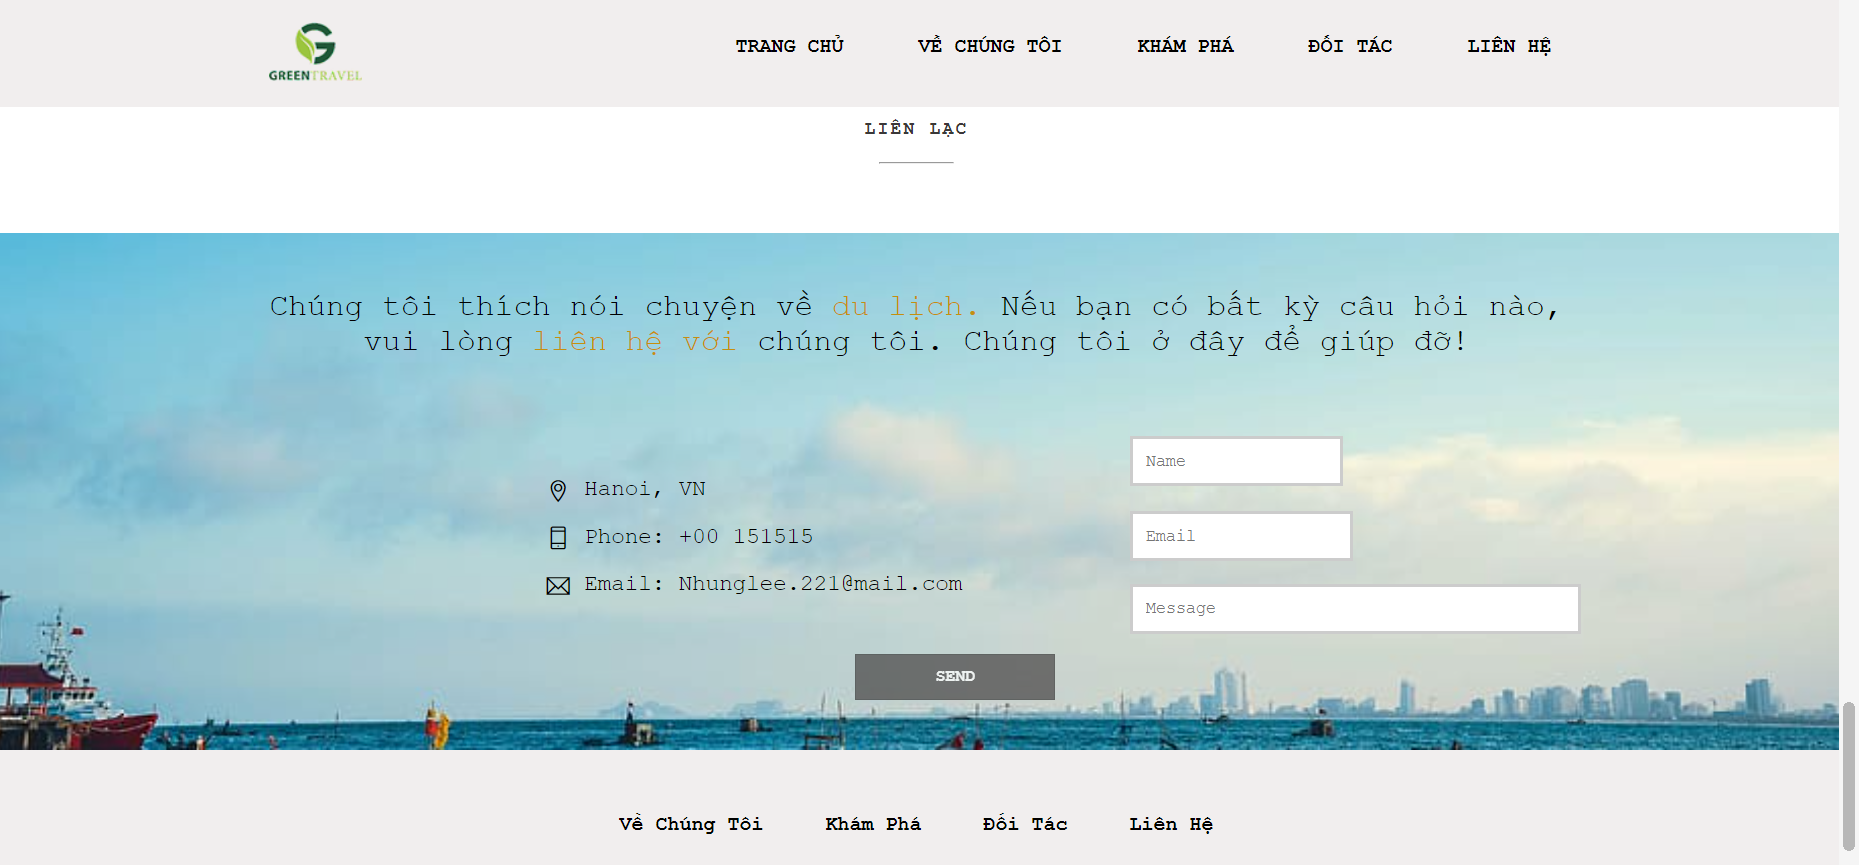 GREENTRAVEL
TRANG CHỦ VỀ CHÚNG TÔI KHÁM PHÁ ĐỐI TÁC LIÊN HỆ
LIÊN LẠC
Chúng tôi thích nói chuyện về du lịch. Nếu bạn có bất kỳ câu hỏi nào,
vui lòng liên hệ với chúng tôi. Chúng tôi ở đây để giúp đỡ!
Hanoi, VN
Phone: +00 151515
Email: Nhunglee.221@mail.com
Name
Email
Message
SEND
Về Chúng Tôi Khám Phá Đối Tác Liên Hệ